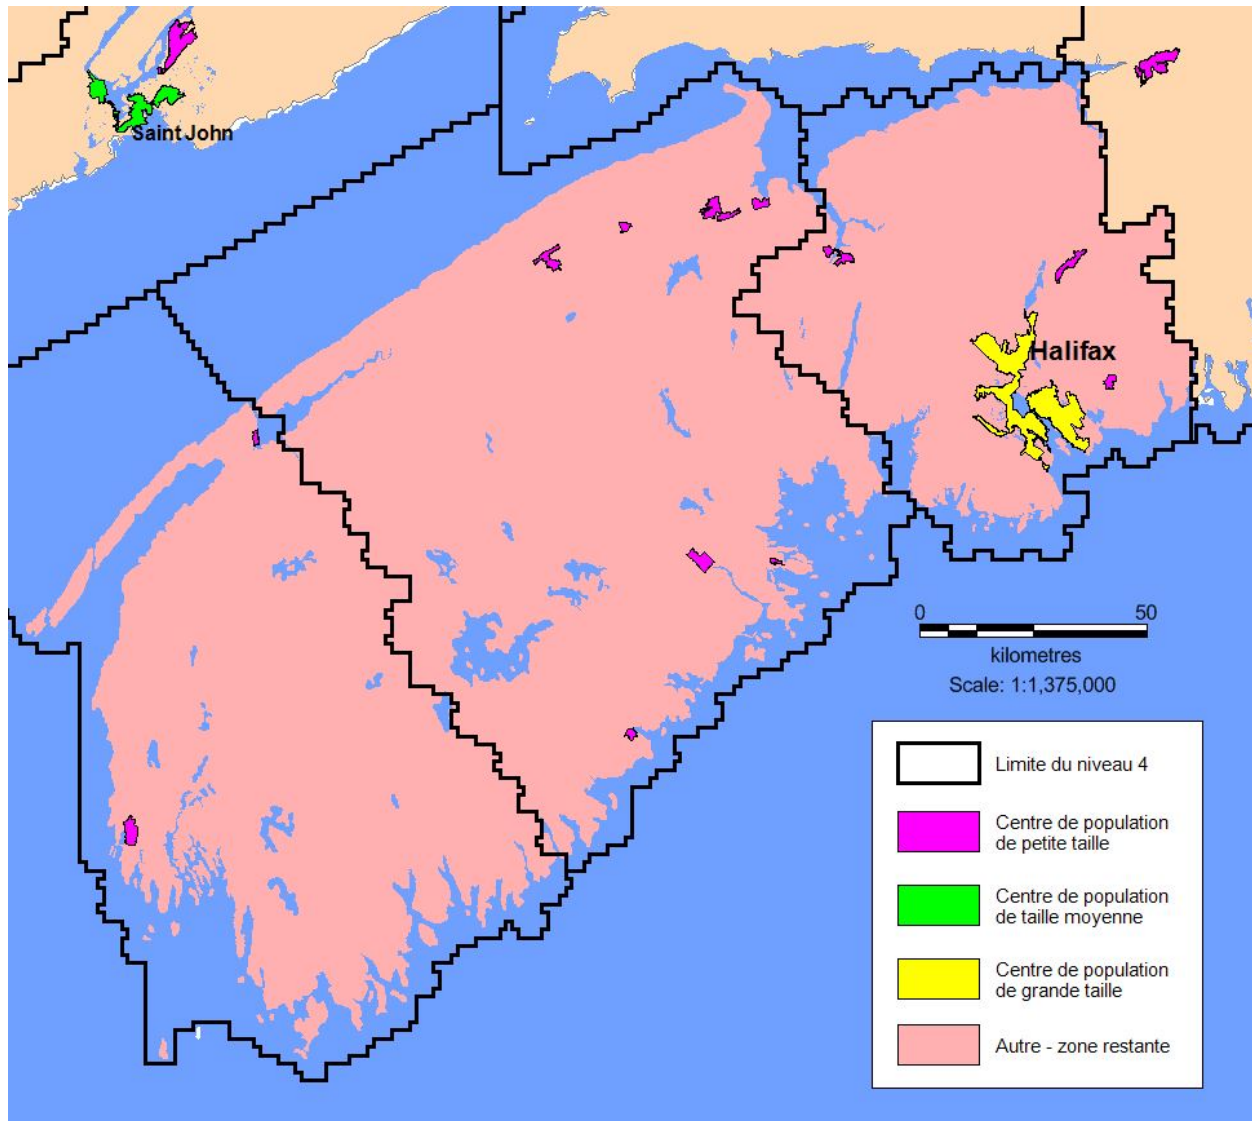 Saint John
Halifax
0 50
kilometres
Scale: 1:1,375,000
Limite du niveau 4
Centre de population
de petite taille
Centre de population
de taille moyenne
Centre de population
de grande taille
Autre - zone restante